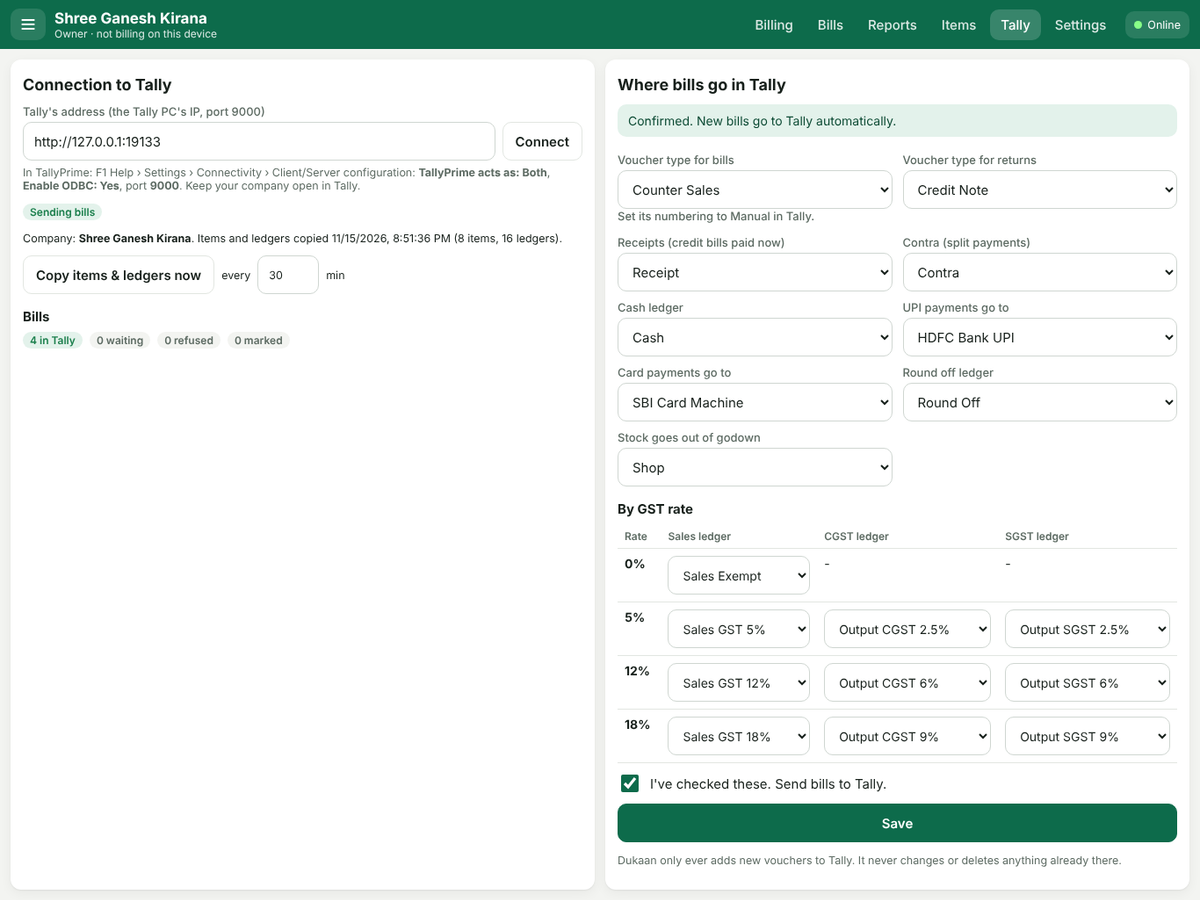 Shree Ganesh Kirana
Owner · not billing on this device
Billing
Bills
Reports
Items
Tally
Settings
Online
Connection to Tally
Tally's address (the Tally PC's IP, port 9000)
http://127.0.0.1:19133
Connect
In TallyPrime: F1 Help › Settings › Connectivity › Client/Server configuration: TallyPrime acts as: Both,
Enable ODBC: Yes, port 9000. Keep your company open in Tally.
Sending bills
Company: Shree Ganesh Kirana. Items and ledgers copied 11/15/2026, 8:51:36 PM (8 items, 16 ledgers).
Copy items & ledgers now every 30 min
Bills
4 in Tally 0 waiting 0 refused 0 marked
Where bills go in Tally
Confirmed. New bills go to Tally automatically.
Voucher type for bills
Counter Sales
Set its numbering to Manual in Tally.
Voucher type for returns
Credit Note
Receipts (credit bills paid now)
Receipt
Contra (split payments)
Contra
Cash ledger
Cash
UPI payments go to
HDFC Bank UPI
Card payments go to
SBI Card Machine
Round off ledger
Round Off
Stock goes out of godown
Shop
By GST rate
Rate Sales ledger CGST ledger SGST ledger
0% Sales Exempt - -
5% Sales GST 5% Output CGST 2.5% Output SGST 2.5%
12% Sales GST 12% Output CGST 6% Output SGST 6%
18% Sales GST 18% Output CGST 9% Output SGST 9%
I've checked these. Send bills to Tally.
Save
Dukaan only ever adds new vouchers to Tally. It never changes or deletes anything already there.